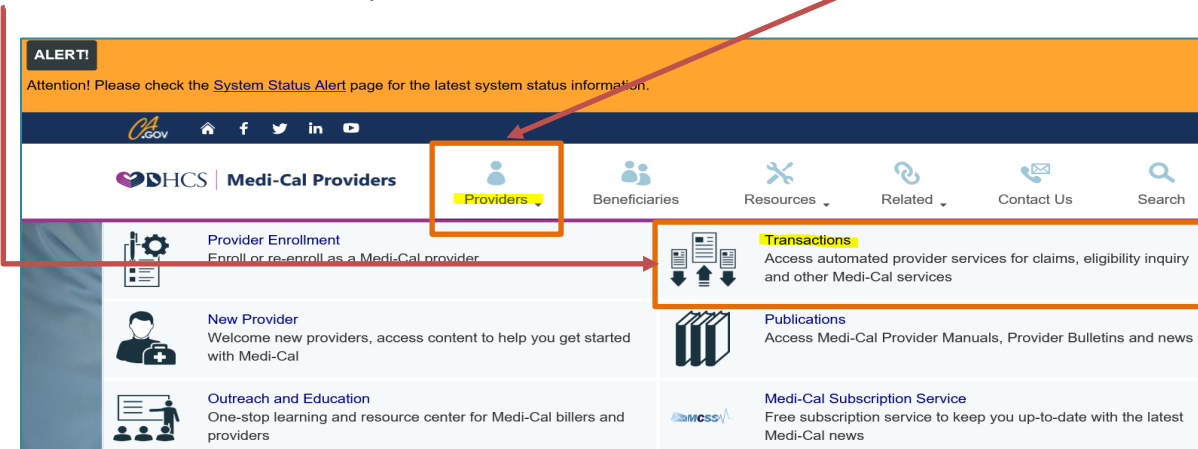 ALERT!
Attention! Please check the System Status Alert page for the latest system status information.
CA.GOV
DHCS | Medi-Cal Providers
Providers
Beneficiaries
Resources
Related
Contact Us
Search
Provider Enrollment
Enroll or re-enroll as a Medi-Cal provider
Transactions
Access automated provider services for claims, eligibility inquiry
and other Medi-Cal services
New Provider
Welcome new providers, access content to help you get started
with Medi-Cal
Publications
Access Medi-Cal Provider Manuals, Provider Bulletins and news
Outreach and Education
One-stop learning and resource center for Medi-Cal billers and
providers
MCSS
Medi-Cal Subscription Service
Free subscription service to keep you up-to-date with the latest
Medi-Cal news